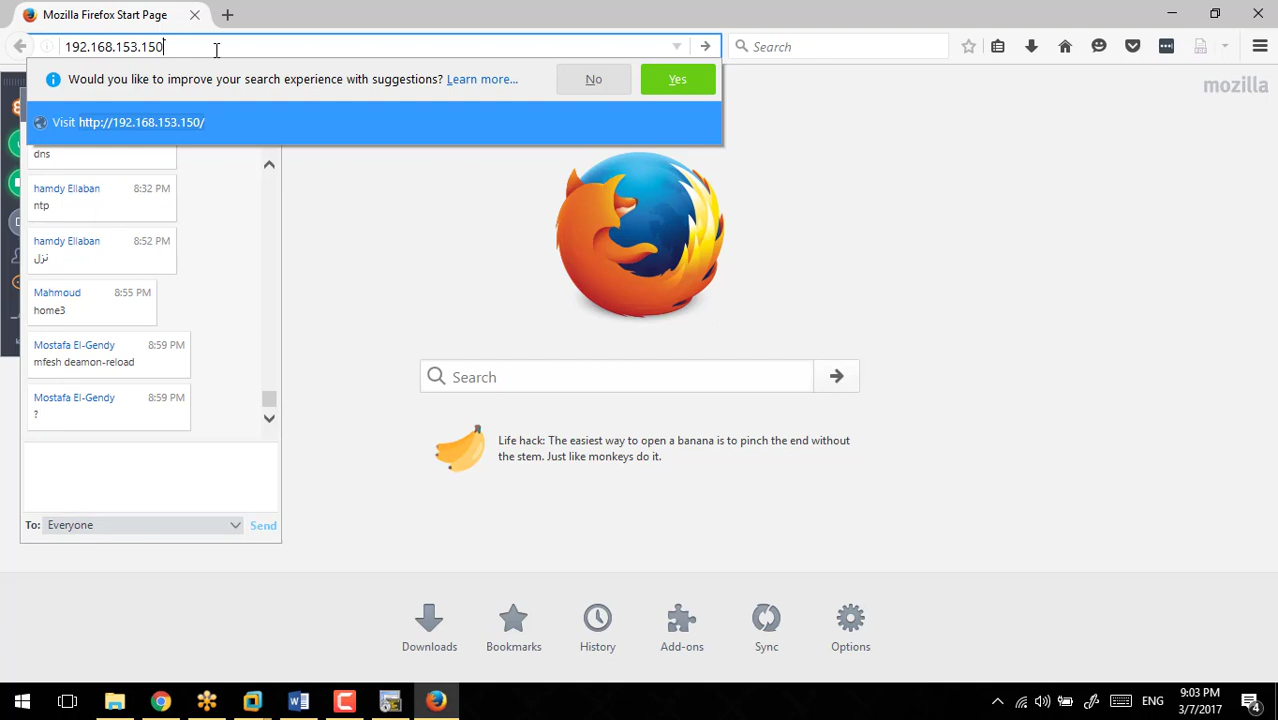 Mozilla Firefox Start Page
192.168.153.150
Search
Would you like to improve your search experience with suggestions? Learn more...
No
Yes
Visit http://192.168.153.150/
mozilla
dns
hamdy Ellaban 8:32 PM
ntp
hamdy Ellaban 8:52 PM
نزل
Mahmoud 8:55 PM
home3
Mostafa El-Gendy 8:59 PM
mfesh deamon-reload
Mostafa El-Gendy 8:59 PM
?
To: Everyone
Send
Search
Life hack: The easiest way to open a banana is to pinch the end without
the stem. Just like monkeys do it.
Downloads
Bookmarks
History
Add-ons
Sync
Options
ENG
9:03 PM
3/7/2017
4